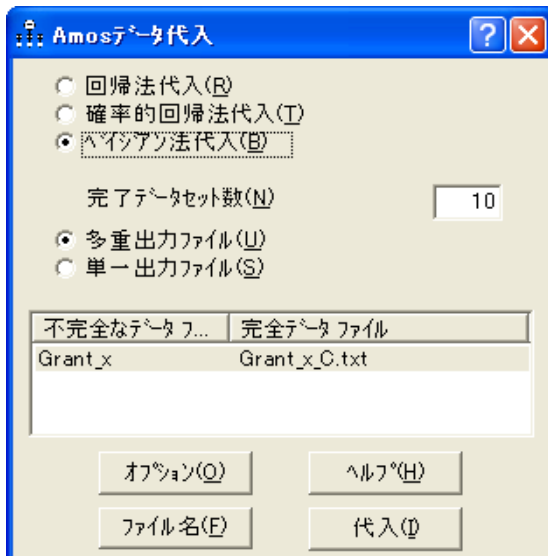 Amosデータ代入
回帰法代入(R)
確率的回帰法代入(T)
ベイジアン法代入(B)
完了データセット数(N) 10
多重出力ファイル(U)
単一出力ファイル(S)
不完全なデータ フ... 完全データ ファイル
Grant_x Grant_x_C.txt
オプション(O) ヘルプ(H)
ファイル名(F) 代入(I)